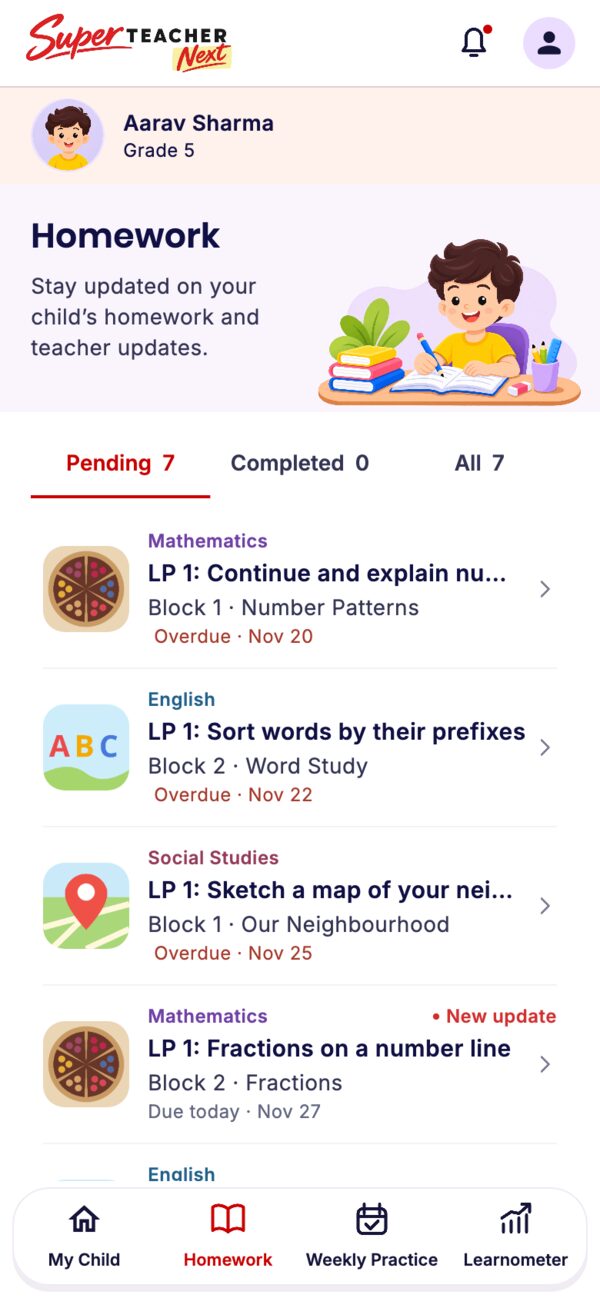 Super TEACHER
Next
Aarav Sharma
Grade 5
Homework
Stay updated on your
child’s homework and
teacher updates.
Pending 7 Completed 0 All 7
Mathematics
LP 1: Continue and explain nu...
Block 1 · Number Patterns
Overdue · Nov 20
English
LP 1: Sort words by their prefixes
ABC
Block 2 · Word Study
Overdue · Nov 22
Social Studies
LP 1: Sketch a map of your nei...
Block 1 · Our Neighbourhood
Overdue · Nov 25
Mathematics • New update
LP 1: Fractions on a number line
Block 2 · Fractions
Due today · Nov 27
English
My Child Homework Weekly Practice Learnometer